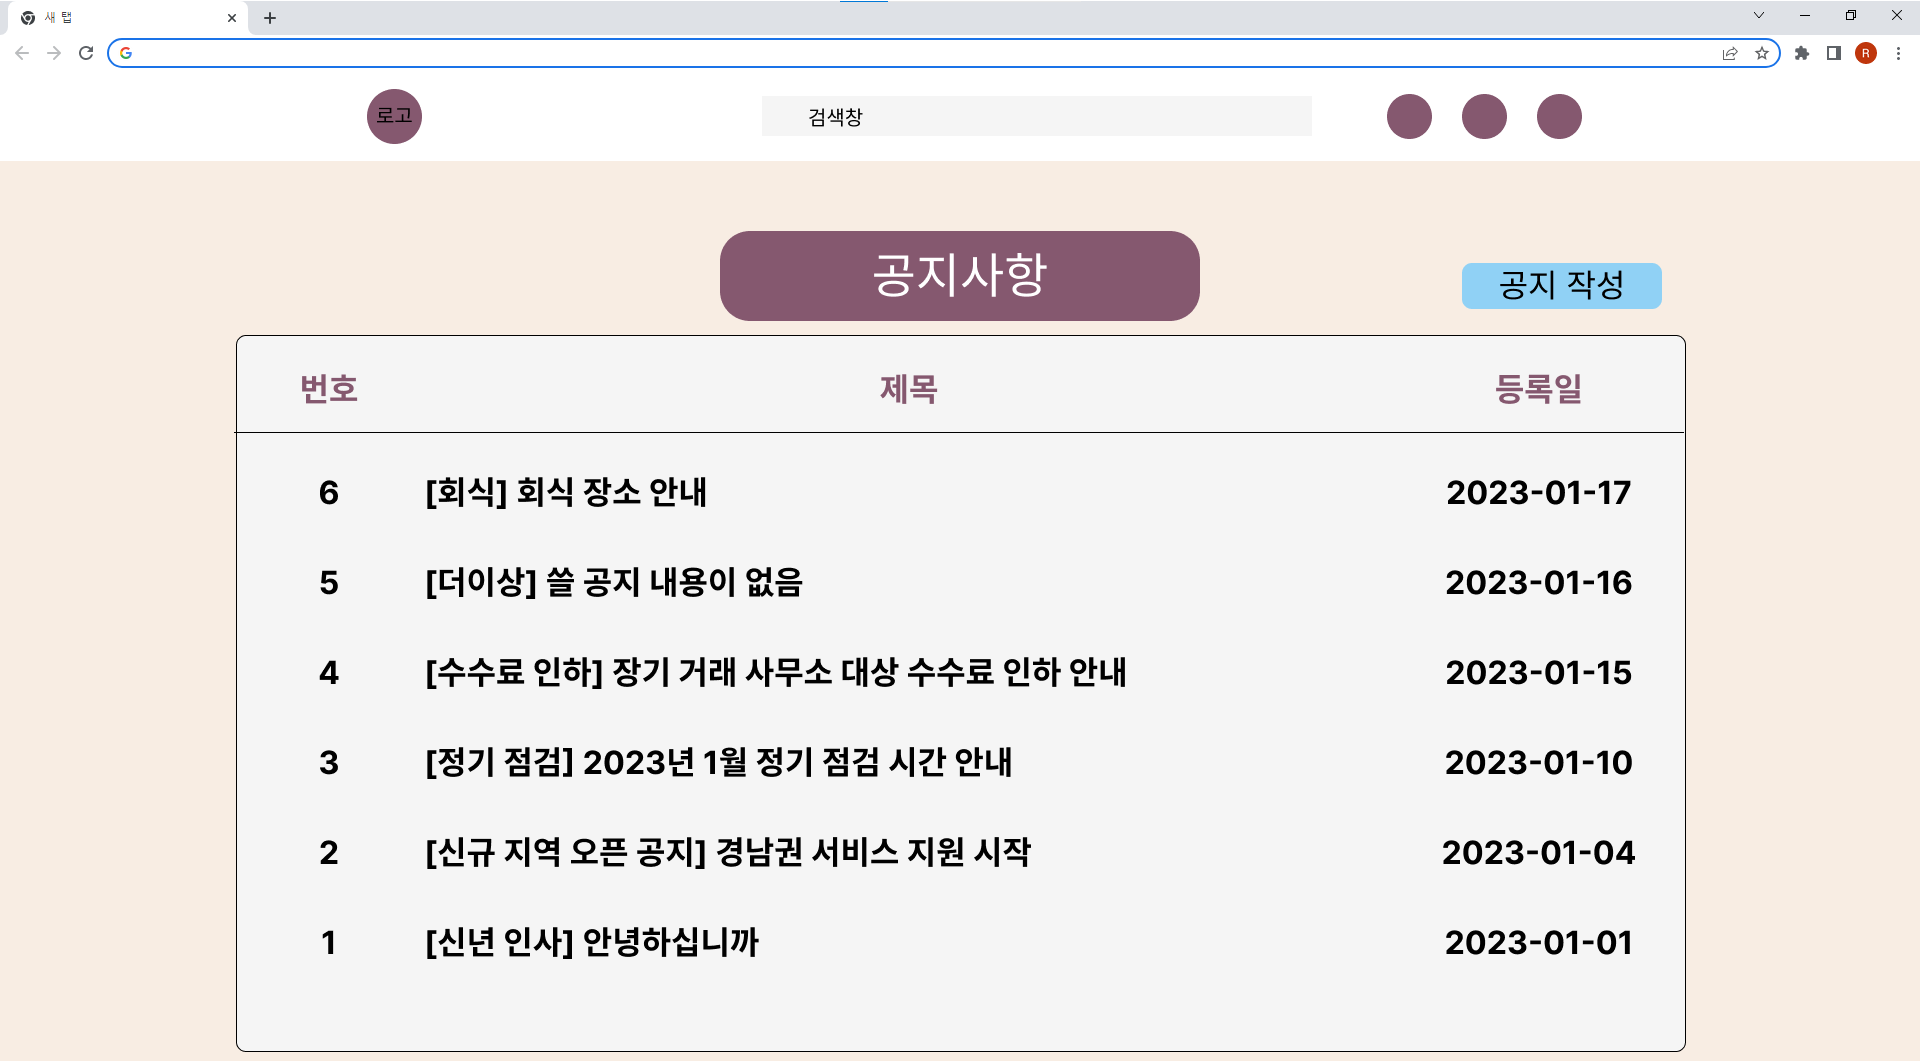 새 탭
R
로고
검색창
공지사항
공지 작성
번호 제목 등록일
6 [회식] 회식 장소 안내 2023-01-17
5 [더이상] 쓸 공지 내용이 없음 2023-01-16
4 [수수료 인하] 장기 거래 사무소 대상 수수료 인하 안내 2023-01-15
3 [정기 점검] 2023년 1월 정기 점검 시간 안내 2023-01-10
2 [신규 지역 오픈 공지] 경남권 서비스 지원 시작 2023-01-04
1 [신년 인사] 안녕하십니까 2023-01-01